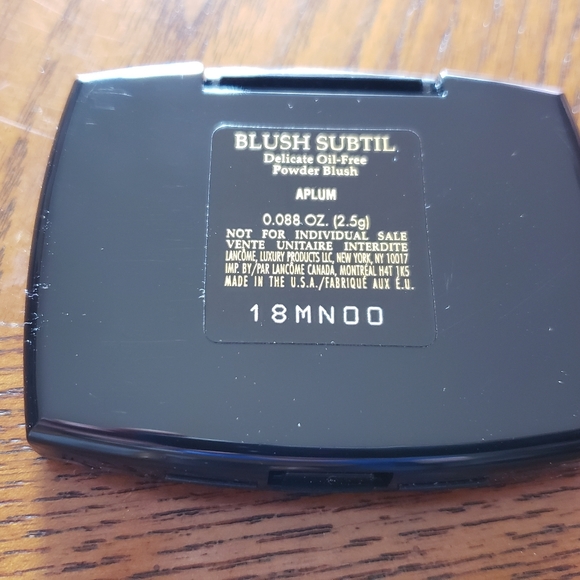 BLUSH SUBTIL
Delicate Oil-Free
Powder Blush
APLUM
0.088 OZ. (2.5g)
NOT FOR INDIVIDUAL SALE
VENTE UNITAIRE INTERDITE
LANCÔME, LUXURY PRODUCTS LLC, NEW YORK, NY 10017
IMP. BY/PAR LANCÔME CANADA, MONTRÉAL H4T 1K5
MADE IN THE U.S.A./FABRIQUÉ AUX É.U.
18MN00